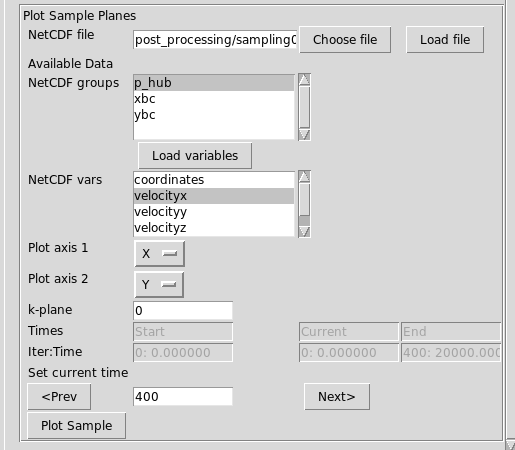 Plot Sample Planes
NetCDF file post_processing/sampling0 Choose file Load file
Available Data
NetCDF groups p_hub
xbc
ybc
Load variables
NetCDF vars coordinates
velocityx
velocityy
velocityz
Plot axis 1 X
Plot axis 2 Y
k-plane 0
Times Start Current End
Iter:Time 0: 0.000000 0: 0.000000 400: 20000.000
Set current time
<Prev 400 Next>
Plot Sample